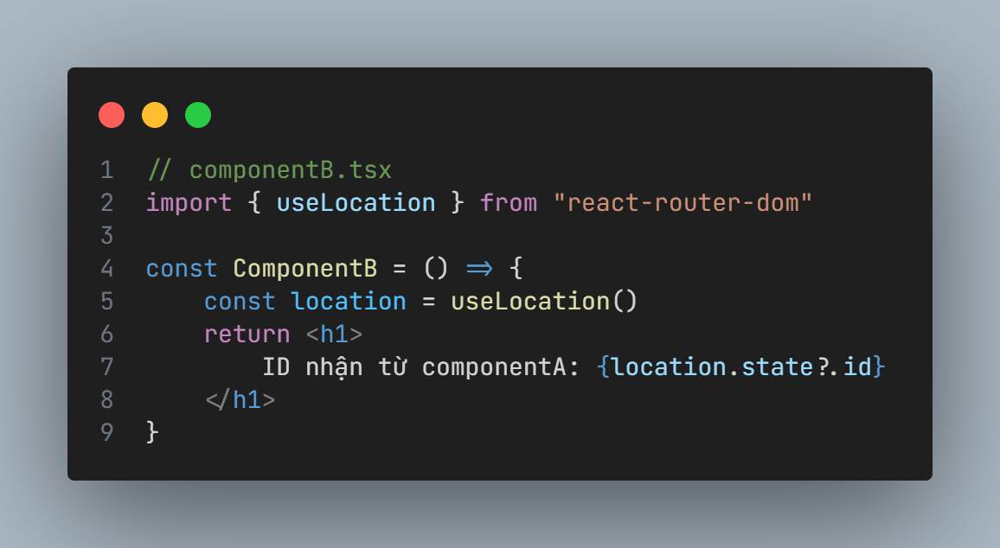 1 // componentB.tsx
2 import { useLocation } from "react-router-dom"
3
4 const ComponentB = () => {
5     const location = useLocation()
6     return <h1>
7         ID nhận từ componentA: {location.state?.id}
8     </h1>
9 }